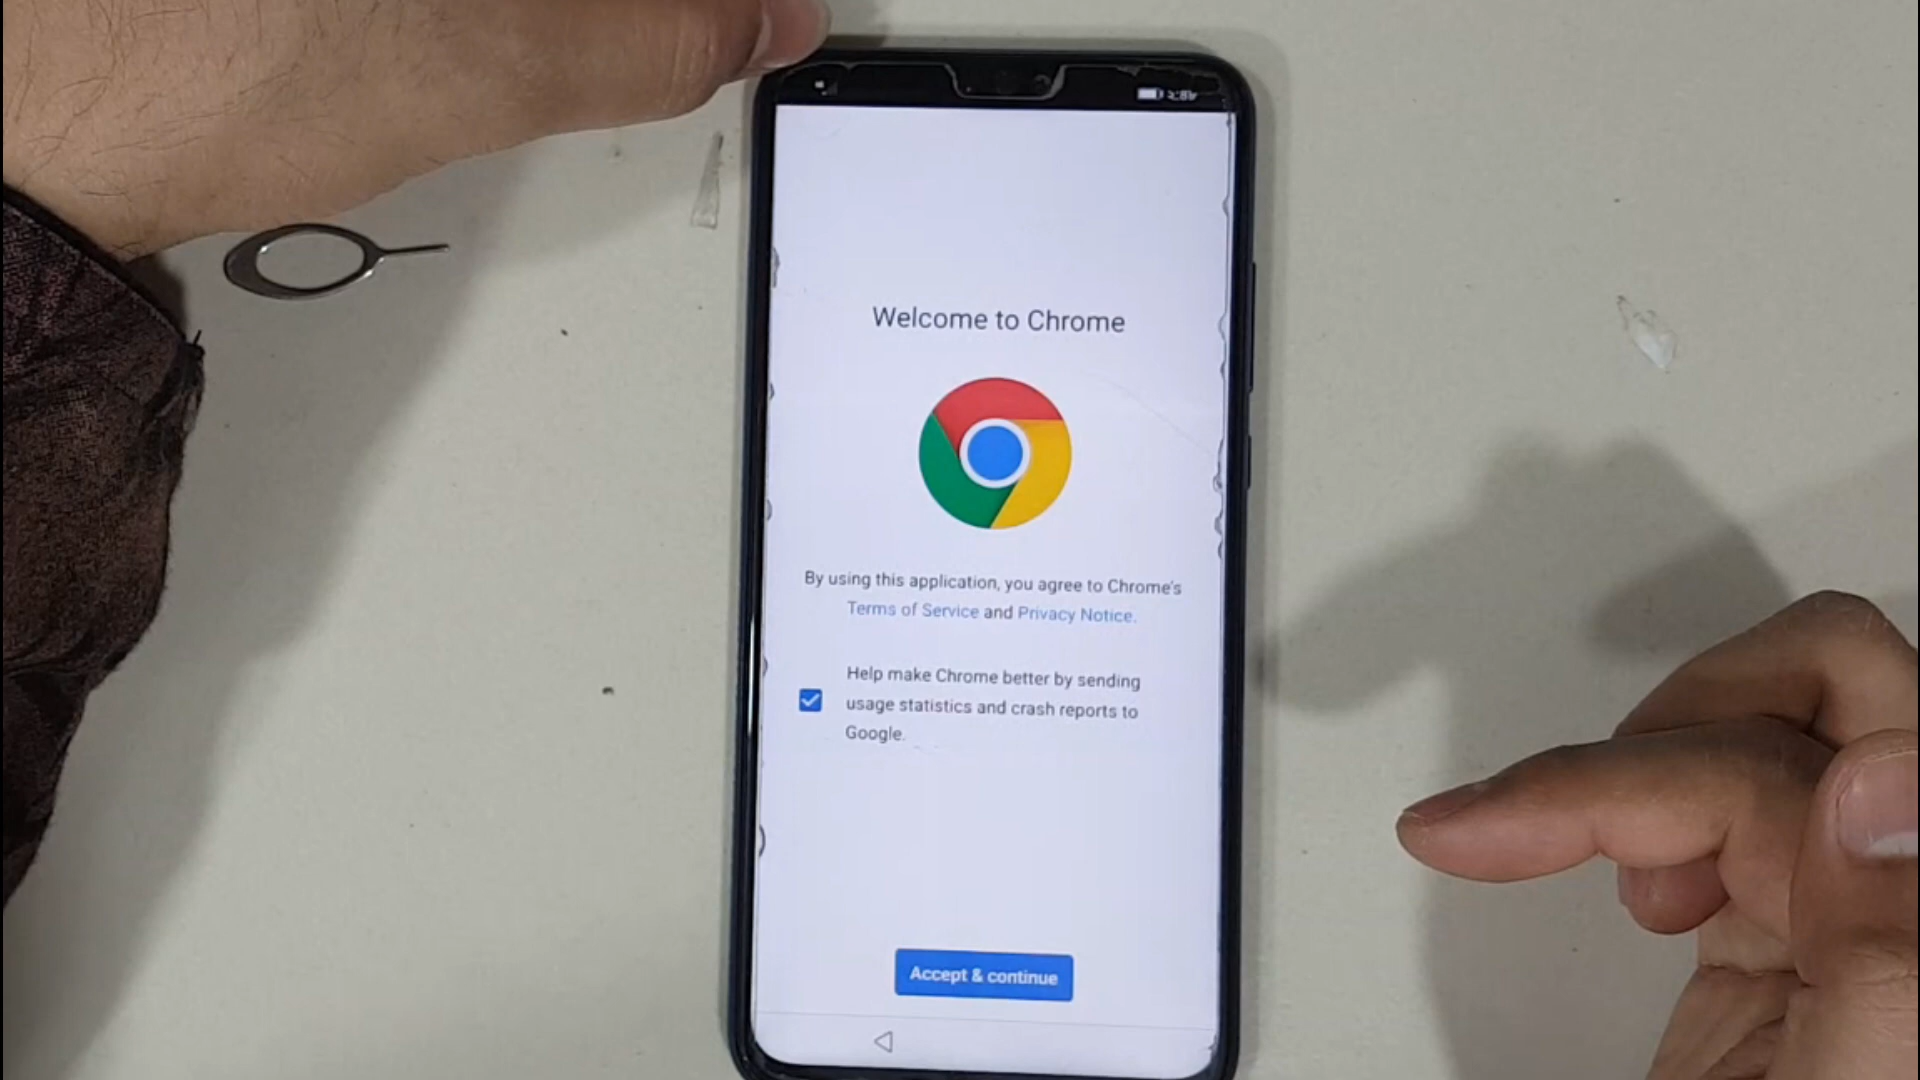 Welcome to Chrome
By using this application, you agree to Chrome's
Terms of Service and Privacy Notice.
Help make Chrome better by sending
usage statistics and crash reports to
Google.
Accept & continue